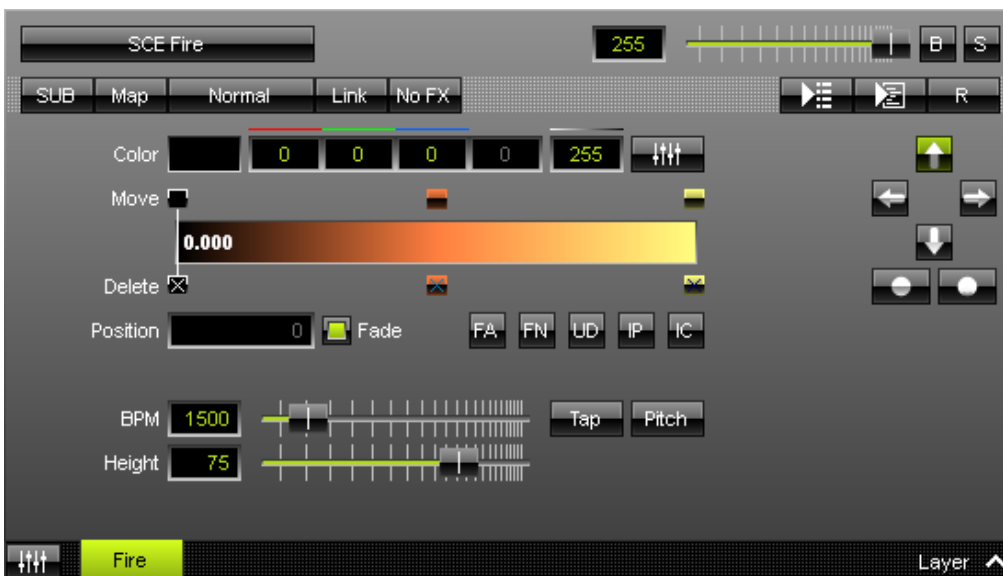 SCE Fire 255 B S
SUB Map Normal Link No FX R
Color 0 0 0 0 255
Move
0.000
Delete
Position 0 Fade FA FN UD IP IC
BPM 1500 Tap Pitch
Height 75
Fire Layer